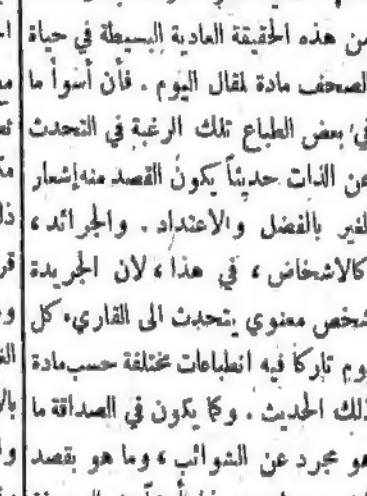 من هذه الحقيقة العادية البسيطة في حياة
الصحف مادة لمقال اليوم . فأن أسوأ ما
في بعض الطباع تلك الرغبة في التحدث
عن الذات حديثاً يكون القصد منه إشعار
الغير بالفضل والاعتداد . والجرائد ،
كالاشخاص ، في هذا ، لان الجريدة
شخص معنوي يتحدث الى القاريء كل
يوم تاركاً فيه انطباعات مختلفة حسب مادة
ذلك الحديث . وكما يكون في الصداقة ما
هو مجرد عن الشوائب ، وما هو يقصد